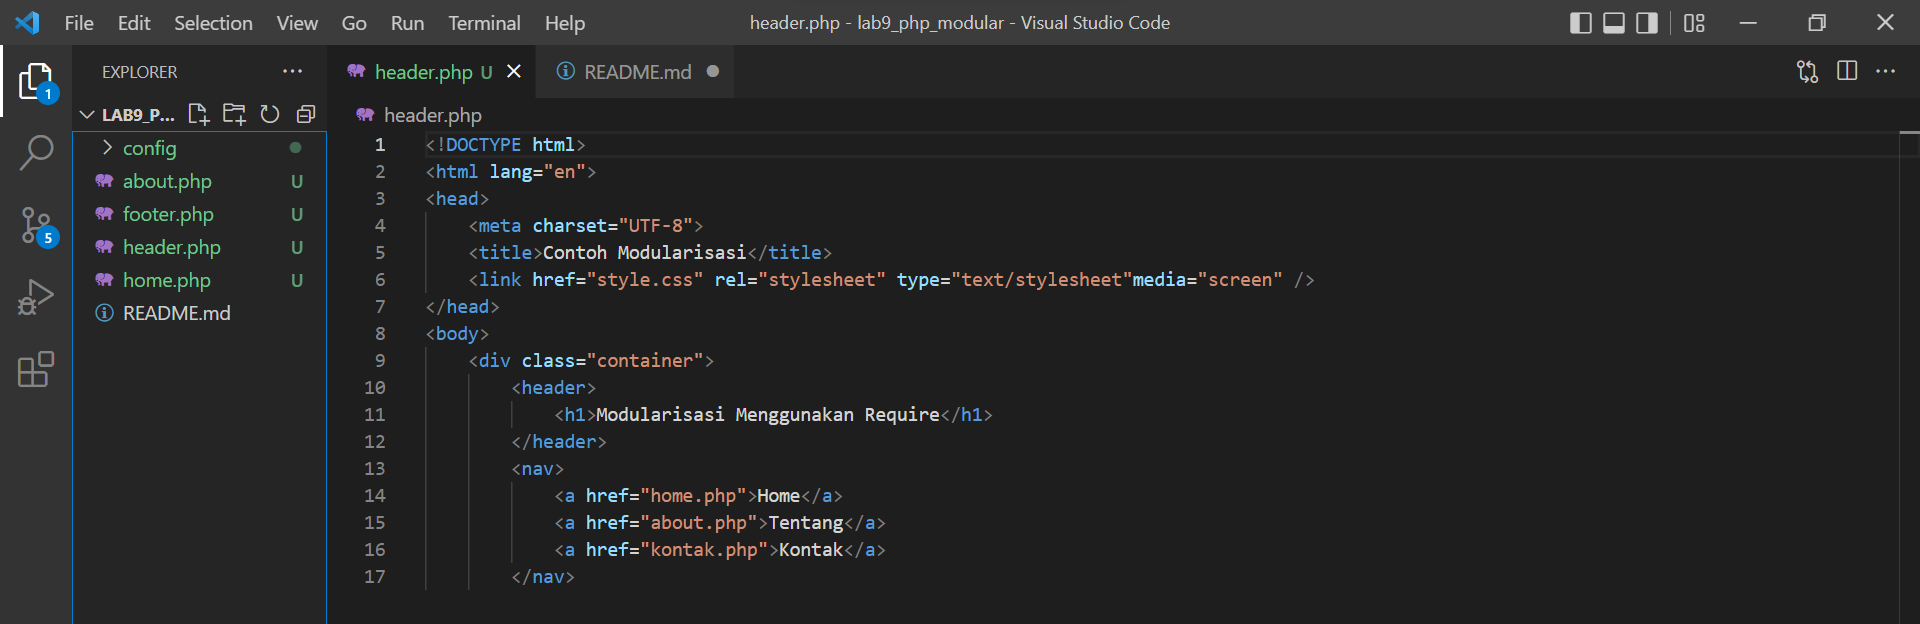 File Edit Selection View Go Run Terminal Help header.php - lab9_php_modular - Visual Studio Code
EXPLORER ···
LAB9_P...
config
about.php U
footer.php U
header.php U
home.php U
README.md
1
5
header.php U README.md
header.php
1 <!DOCTYPE html>
2 <html lang="en">
3 <head>
4 <meta charset="UTF-8">
5 <title>Contoh Modularisasi</title>
6 <link href="style.css" rel="stylesheet" type="text/stylesheet"media="screen" />
7 </head>
8 <body>
9 <div class="container">
10 <header>
11 <h1>Modularisasi Menggunakan Require</h1>
12 </header>
13 <nav>
14 <a href="home.php">Home</a>
15 <a href="about.php">Tentang</a>
16 <a href="kontak.php">Kontak</a>
17 </nav>